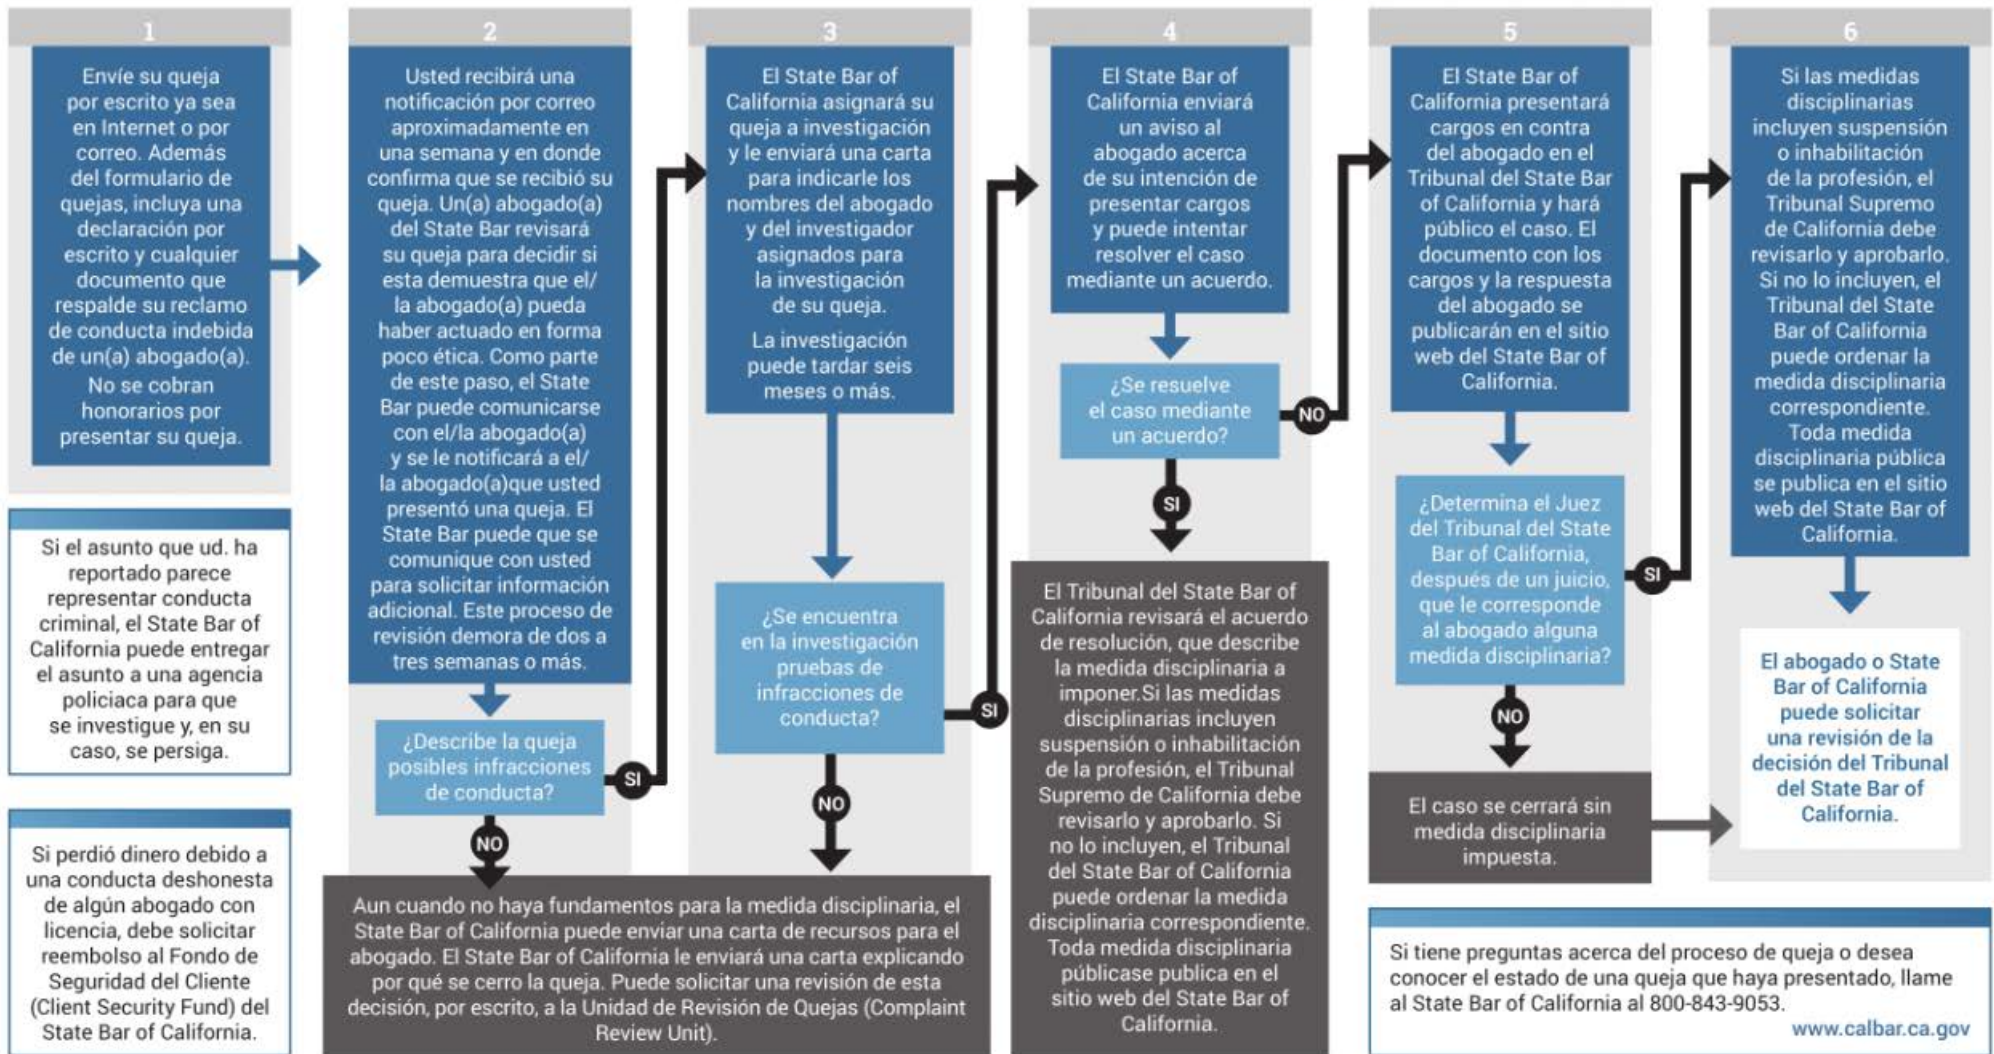 1
Envíe su queja
por escrito ya sea
en Internet o por
correo. Además
del formulario de
quejas, incluya una
declaración por
escrito y cualquier
documento que
respalde su reclamo
de conducta indebida
de un(a) abogado(a).
No se cobran
honorarios por
presentar su queja.
Si el asunto que ud. ha
reportado parece
representar conducta
criminal, el State Bar of
California puede entregar
el asunto a una agencia
policiaca para que
se investigue y, en su
caso, se persiga.
Si perdió dinero debido a
una conducta deshonesta
de algún abogado con
licencia, debe solicitar
reembolso al Fondo de
Seguridad del Cliente
(Client Security Fund) del
State Bar of California.
2
Usted recibirá una
notificación por correo
aproximadamente en
una semana y en donde
confirma que se recibió su
queja. Un(a) abogado(a)
del State Bar revisará
su queja para decidir si
esta demuestra que el/
la abogado(a) pueda
haber actuado en forma
poco ética. Como parte
de este paso, el State
Bar puede comunicarse
con el/la abogado(a)
y se le notificará a el/
la abogado(a)que usted
presentó una queja. El
State Bar puede que se
comunique con usted
para solicitar información
adicional. Este proceso de
revisión demora de dos a
tres semanas o más.
¿Describe la queja
posibles infracciones
de conducta?
SI
NO
3
El State Bar of
California asignará su
queja a investigación
y le enviará una carta
para indicarle los
nombres del abogado
y del investigador
asignados para
la investigación
de su queja.
La investigación
puede tardar seis
meses o más.
¿Se encuentra
en la investigación
pruebas de
infracciones de
conducta?
SI
NO
Aun cuando no haya fundamentos para la medida disciplinaria, el
State Bar of California puede enviar una carta de recursos para el
abogado. El State Bar of California le enviará una carta explicando
por qué se cerro la queja. Puede solicitar una revisión de esta
decisión, por escrito, a la Unidad de Revisión de Quejas (Complaint
Review Unit).
4
El State Bar of
California enviará
un aviso al
abogado acerca
de su intención de
presentar cargos
y puede intentar
resolver el caso
mediante un acuerdo.
¿Se resuelve
el caso mediante
un acuerdo?
NO
SI
El Tribunal del State Bar of
California revisará el acuerdo
de resolución, que describe
la medida disciplinaria a
imponer.Si las medidas
disciplinarias incluyen
suspensión o inhabilitación
de la profesión, el Tribunal
Supremo de California debe
revisarlo y aprobarlo. Si
no lo incluyen, el Tribunal
del State Bar of California
puede ordenar la medida
disciplinaria correspondiente.
Toda medida disciplinaria
públicase publica en el
sitio web del State Bar of
California.
5
El State Bar of
California presentará
cargos en contra
del abogado en el
Tribunal del State Bar
of California y hará
público el caso. El
documento con los
cargos y la respuesta
del abogado se
publicarán en el sitio
web del State Bar of
California.
¿Determina el Juez
del Tribunal del State
Bar of California,
después de un juicio,
que le corresponde
al abogado alguna
medida disciplinaria?
SI
NO
El caso se cerrará sin
medida disciplinaria
impuesta.
6
Si las medidas
disciplinarias
incluyen suspensión
o inhabilitación
de la profesión, el
Tribunal Supremo
de California debe
revisarlo y aprobarlo.
Si no lo incluyen, el
Tribunal del State
Bar of California
puede ordenar la
medida disciplinaria
correspondiente.
Toda medida
disciplinaria pública
se publica en el sitio
web del State Bar of
California.
El abogado o State
Bar of California
puede solicitar
una revisión de la
decisión del Tribunal
del State Bar of
California.
Si tiene preguntas acerca del proceso de queja o desea
conocer el estado de una queja que haya presentado, llame
al State Bar of California al 800-843-9053.
www.calbar.ca.gov